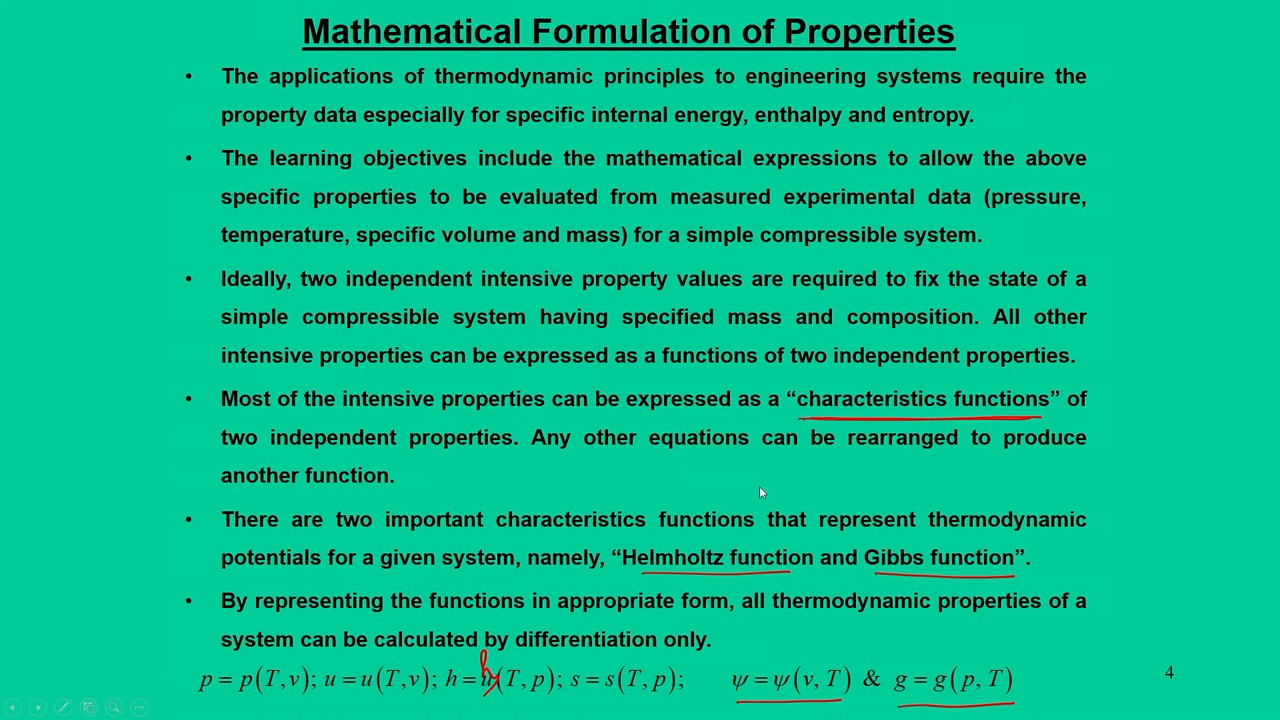 Mathematical Formulation of Properties
• The applications of thermodynamic principles to engineering systems require the
property data especially for specific internal energy, enthalpy and entropy.
• The learning objectives include the mathematical expressions to allow the above
specific properties to be evaluated from measured experimental data (pressure,
temperature, specific volume and mass) for a simple compressible system.
• Ideally, two independent intensive property values are required to fix the state of a
simple compressible system having specified mass and composition. All other
intensive properties can be expressed as a functions of two independent properties.
• Most of the intensive properties can be expressed as a “characteristics functions” of
two independent properties. Any other equations can be rearranged to produce
another function.
• There are two important characteristics functions that represent thermodynamic
potentials for a given system, namely, “Helmholtz function and Gibbs function”.
• By representing the functions in appropriate form, all thermodynamic properties of a
system can be calculated by differentiation only.
h
p = p(T,v); u = u(T,v); h = (T,p); s = s(T,p); ψ = ψ(v,T) & g = g(p,T)
4